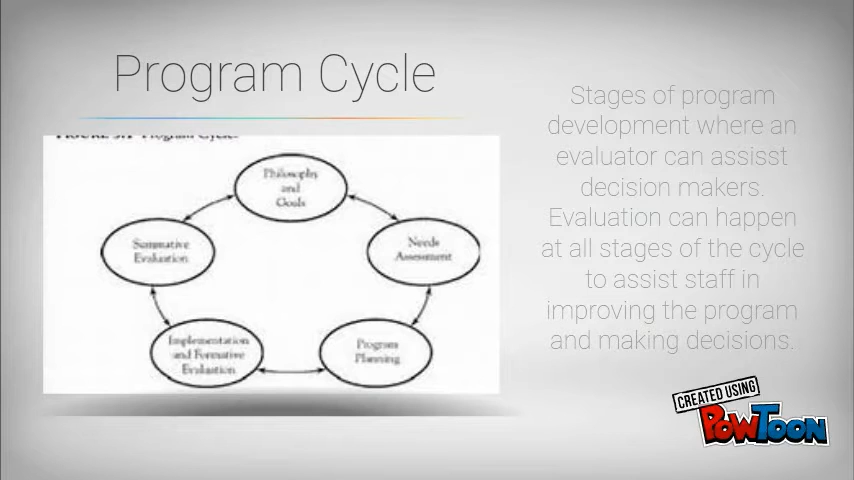 Program Cycle
Program Cycle
Philosophy
and
Goals
Summative
Evaluation
Needs
Assessment
Implementation
and Formative
Evaluation
Program
Planning
Stages of program
development where an
evaluator can assisst
decision makers.
Evaluation can happen
at all stages of the cycle
to assist staff in
improving the program
and making decisions.
CREATED USING
POWTOON